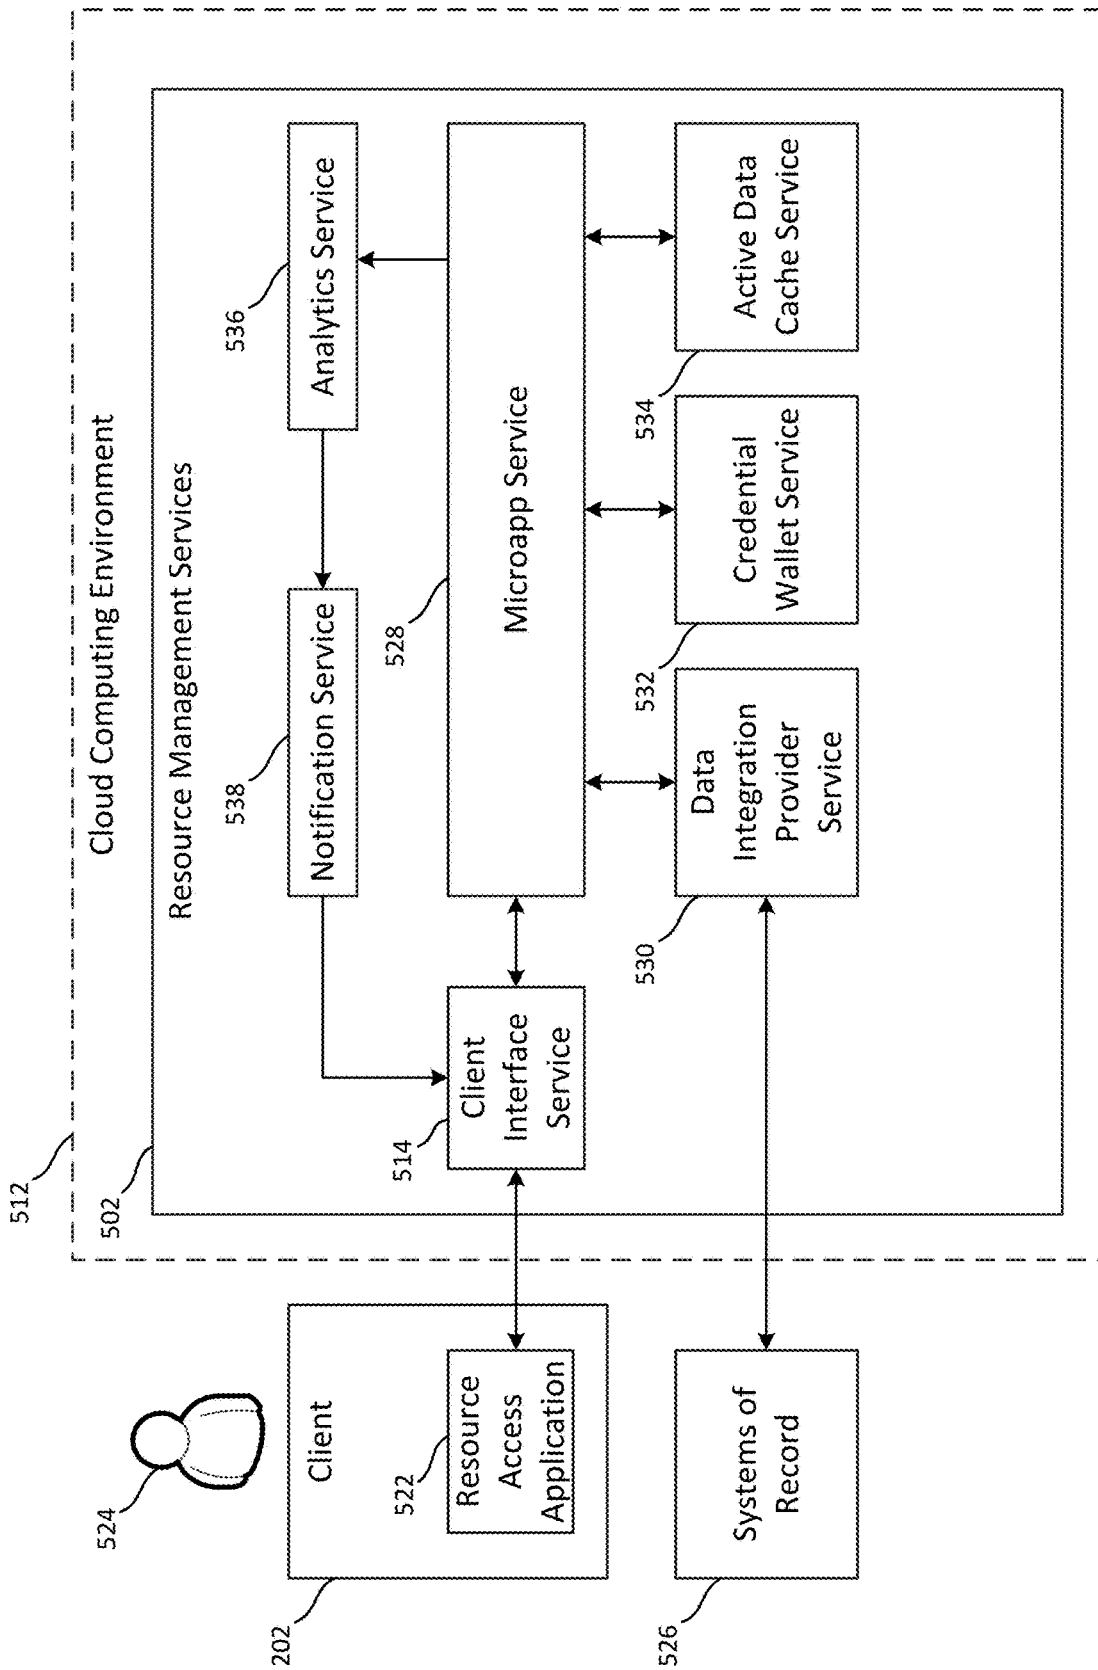 512
Cloud Computing Environment
502
Resource Management Services
524
202
Client
538
Notification Service
536
Analytics Service
522
Resource
Access
Application
514
Client
Interface
Service
528
Microapp Service
526
Systems of
Record
530
Data
Integration
Provider
Service
532
Credential
Wallet Service
534
Active Data
Cache Service